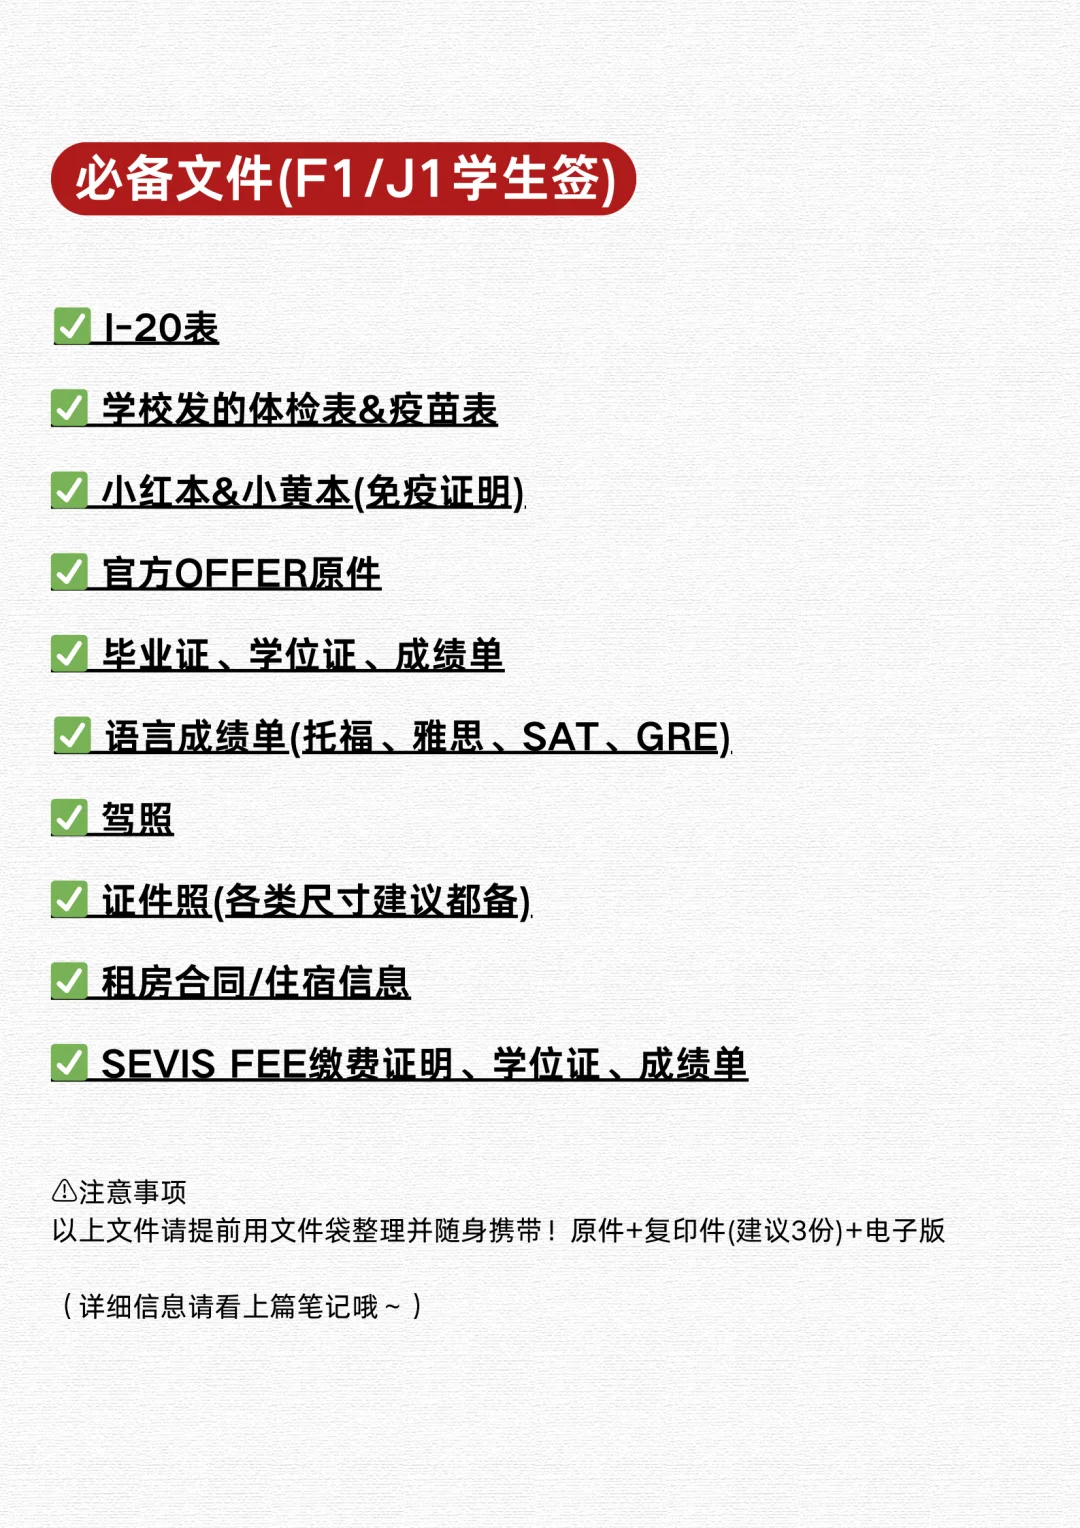 必备文件(F1/J1学生签)
✅ I-20表
✅ 学校发的体检表&疫苗表
✅ 小红本&小黄本(免疫证明)
✅ 官方OFFER原件
✅ 毕业证、学位证、成绩单
✅ 语言成绩单(托福、雅思、SAT、GRE)
✅ 驾照
✅ 证件照(各类尺寸建议都备)
✅ 租房合同/住宿信息
✅ SEVIS FEE缴费证明、学位证、成绩单
⚠注意事项
以上文件请提前用文件袋整理并随身携带！原件+复印件(建议3份)+电子版
（详细信息请看上篇笔记哦~）